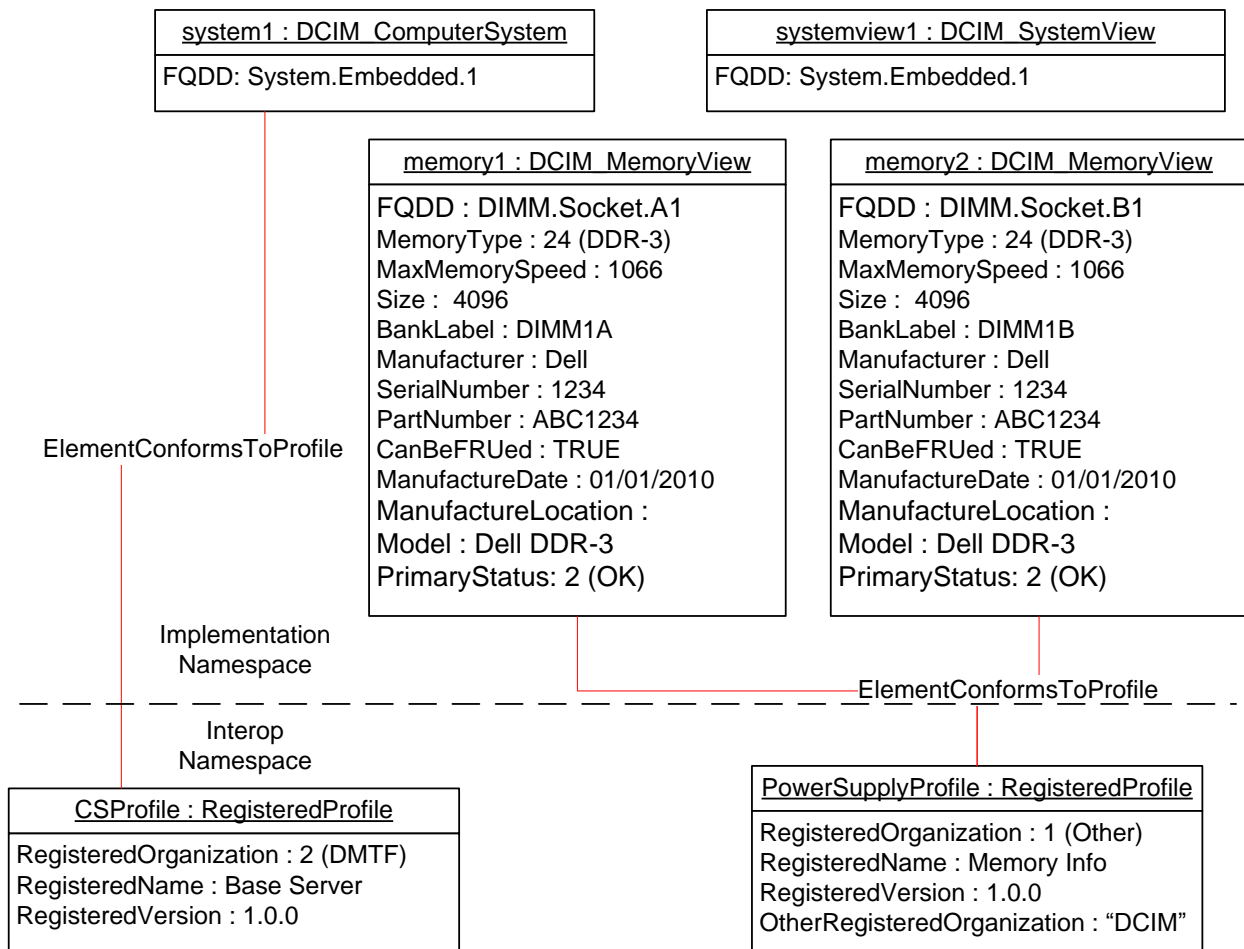 system1 : DCIM_ComputerSystem
FQDD: System.Embedded.1
systemview1 : DCIM_SystemView
FQDD: System.Embedded.1
memory1 : DCIM_MemoryView
FQDD : DIMM.Socket.A1
MemoryType : 24 (DDR-3)
MaxMemorySpeed : 1066
Size :  4096
BankLabel : DIMM1A
Manufacturer : Dell
SerialNumber : 1234
PartNumber : ABC1234
CanBeFRUed : TRUE
ManufactureDate : 01/01/2010
ManufactureLocation :
Model : Dell DDR-3
PrimaryStatus: 2 (OK)
memory2 : DCIM_MemoryView
FQDD : DIMM.Socket.B1
MemoryType : 24 (DDR-3)
MaxMemorySpeed : 1066
Size :  4096
BankLabel : DIMM1B
Manufacturer : Dell
SerialNumber : 1234
PartNumber : ABC1234
CanBeFRUed : TRUE
ManufactureDate : 01/01/2010
ManufactureLocation :
Model : Dell DDR-3
PrimaryStatus: 2 (OK)
ElementConformsToProfile
Implementation
Namespace
ElementConformsToProfile
Interop
Namespace
CSProfile : RegisteredProfile
RegisteredOrganization : 2 (DMTF)
RegisteredName : Base Server
RegisteredVersion : 1.0.0
PowerSupplyProfile : RegisteredProfile
RegisteredOrganization : 1 (Other)
RegisteredName : Memory Info
RegisteredVersion : 1.0.0
OtherRegisteredOrganization : “DCIM”